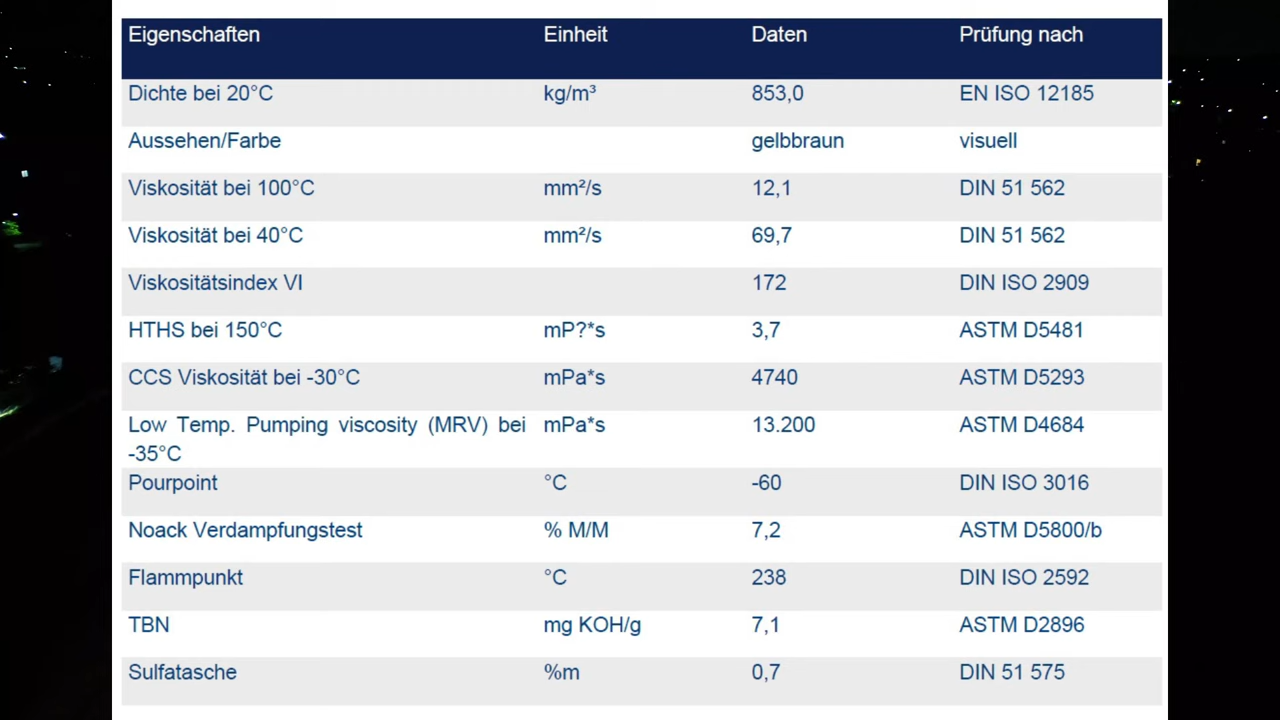 Eigenschaften Einheit Daten Prüfung nach
Dichte bei 20°C kg/m³ 853,0 EN ISO 12185
Aussehen/Farbe gelbbraun visuell
Viskosität bei 100°C mm²/s 12,1 DIN 51 562
Viskosität bei 40°C mm²/s 69,7 DIN 51 562
Viskositätsindex VI 172 DIN ISO 2909
HTHS bei 150°C mP?*s 3,7 ASTM D5481
CCS Viskosität bei -30°C mPa*s 4740 ASTM D5293
Low Temp. Pumping viscosity (MRV) bei mPa*s 13.200 ASTM D4684
-35°C
Pourpoint °C -60 DIN ISO 3016
Noack Verdampfungstest % M/M 7,2 ASTM D5800/b
Flammpunkt °C 238 DIN ISO 2592
TBN mg KOH/g 7,1 ASTM D2896
Sulfatasche %m 0,7 DIN 51 575